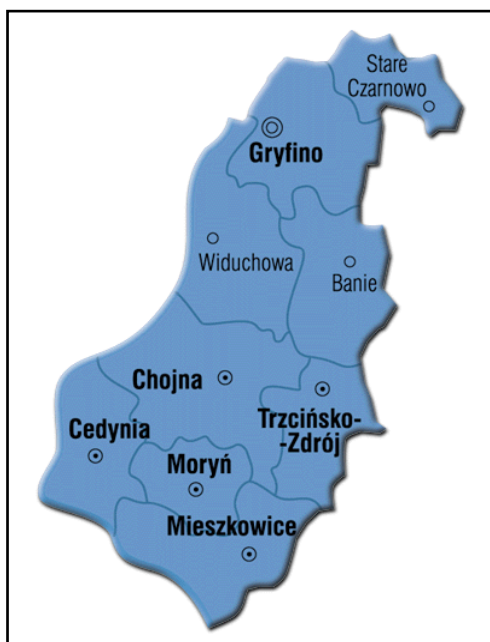 Stare
Czarnowo
Gryfino
Widuchowa
Banie
Chojna
Trzcińsko-
-Zdrój
Cedynia
Moryń
Mieszkowice